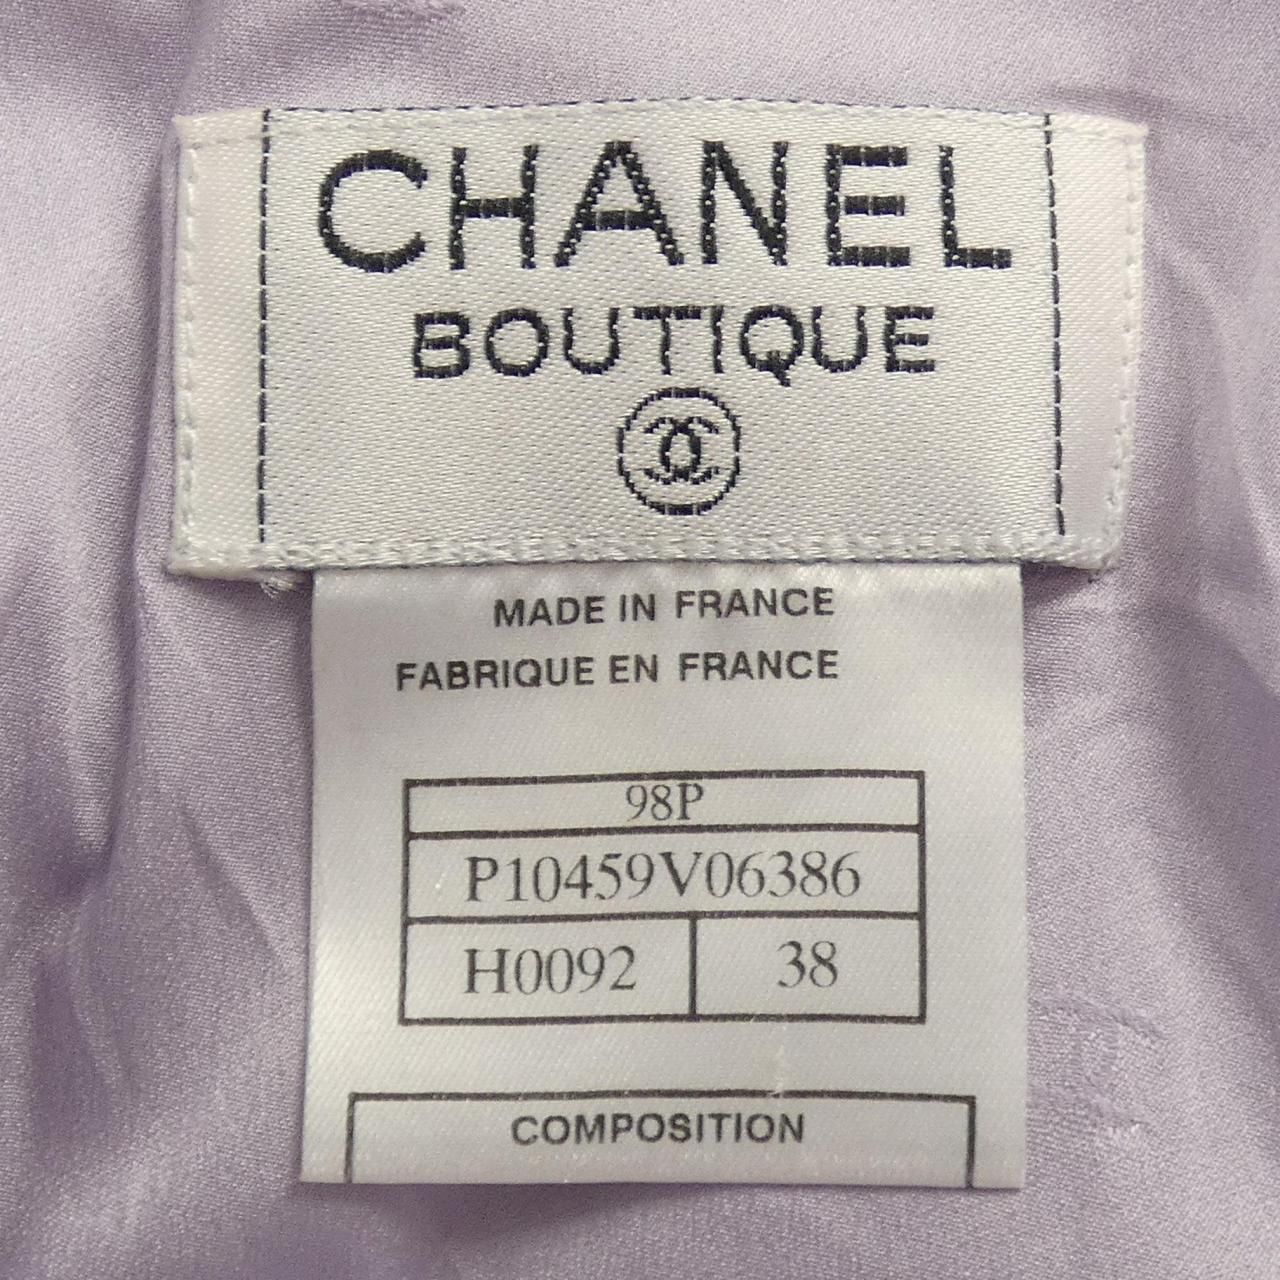 CHANEL
BOUTIQUE
MADE IN FRANCE
FABRIQUE EN FRANCE
98P
P10459V06386
H0092 38
COMPOSITION